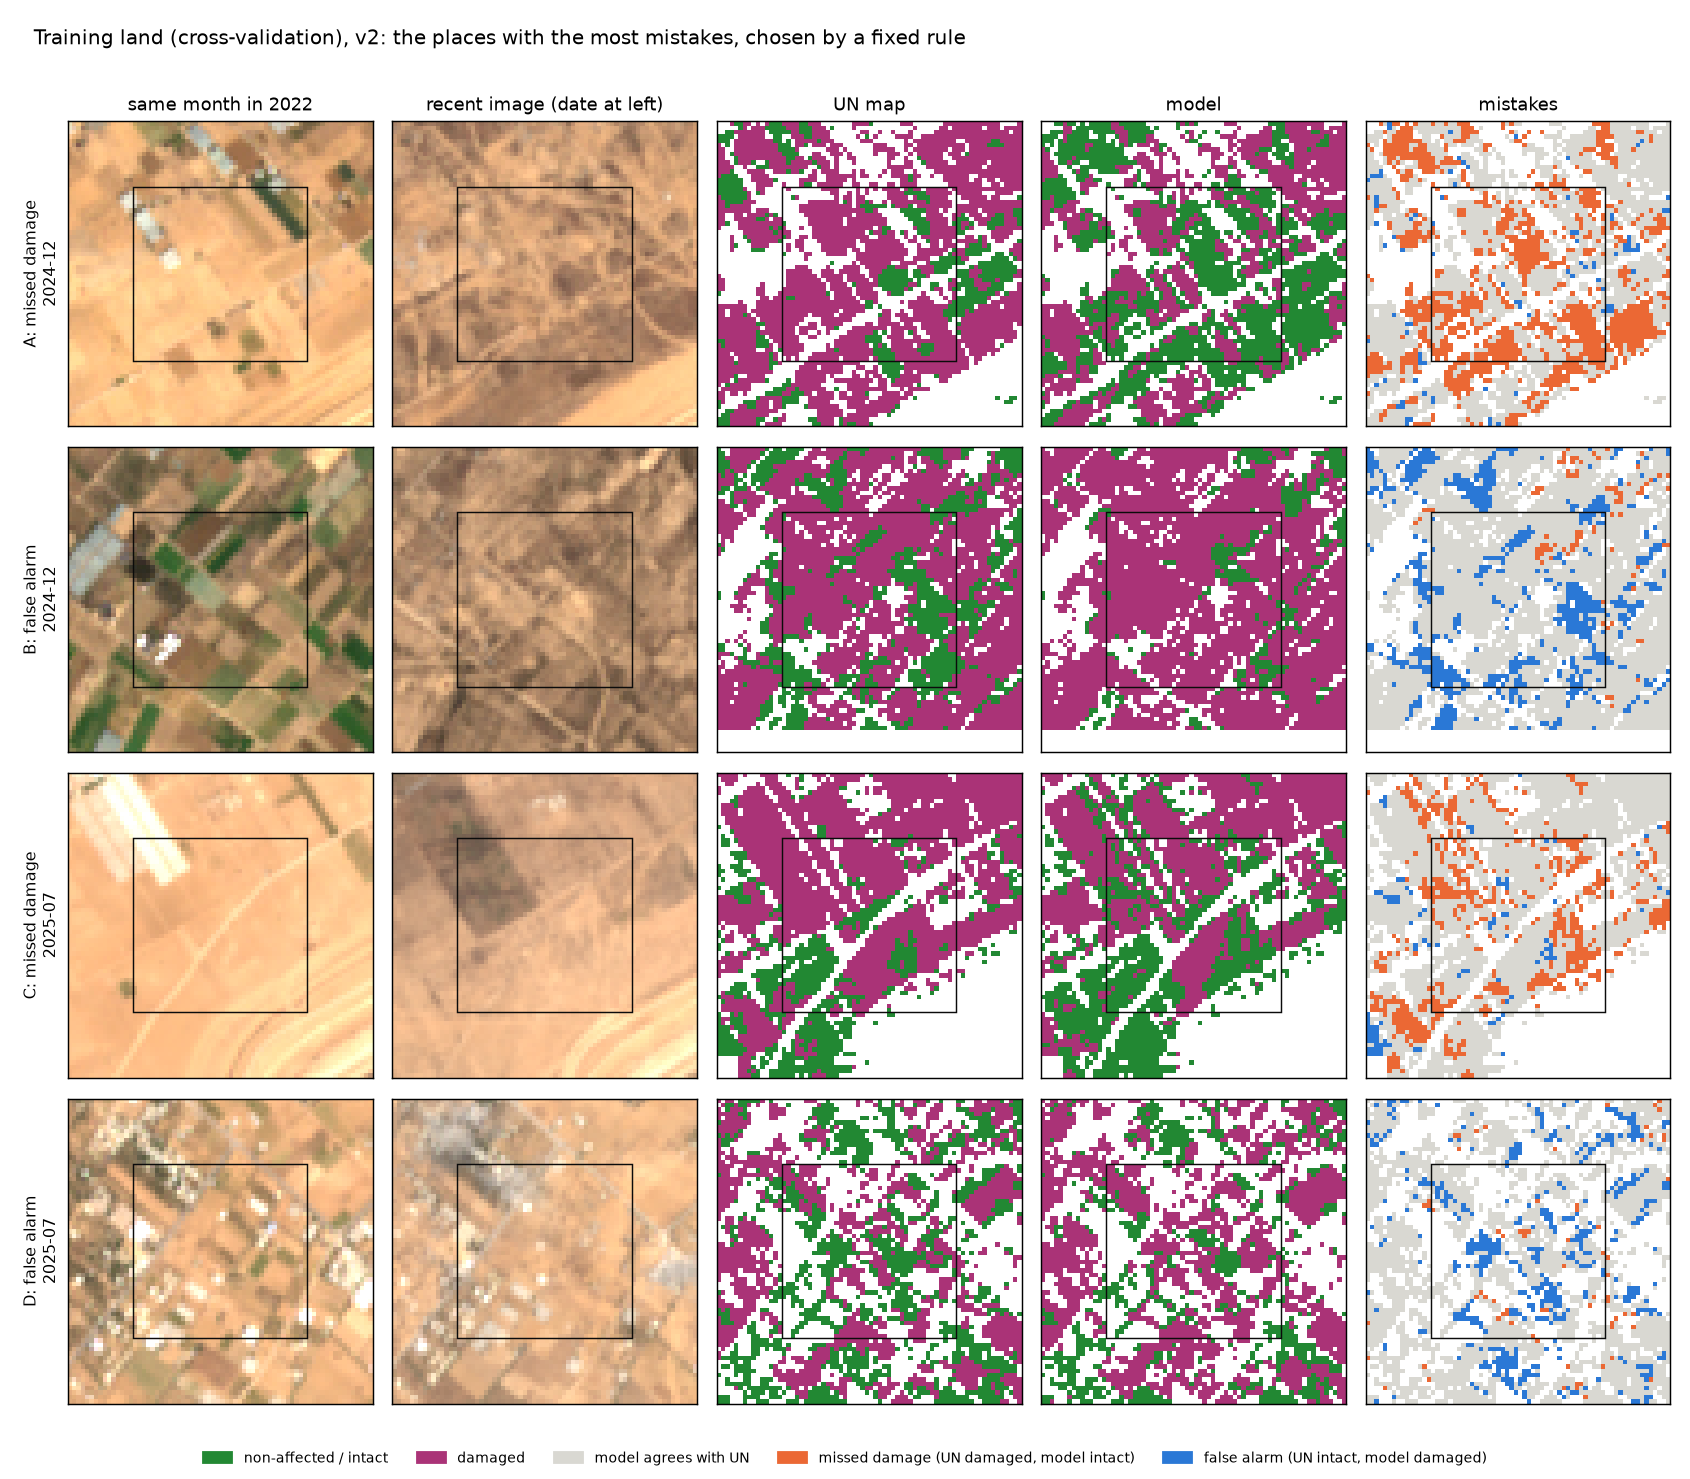 Training land (cross-validation), v2: the places with the most mistakes, chosen by a fixed rule
same month in 2022
recent image (date at left)
UN map
model
mistakes
A: missed damage
2024-12
B: false alarm
2024-12
C: missed damage
2025-07
D: false alarm
2025-07
non-affected / intact
damaged
model agrees with UN
missed damage (UN damaged, model intact)
false alarm (UN intact, model damaged)